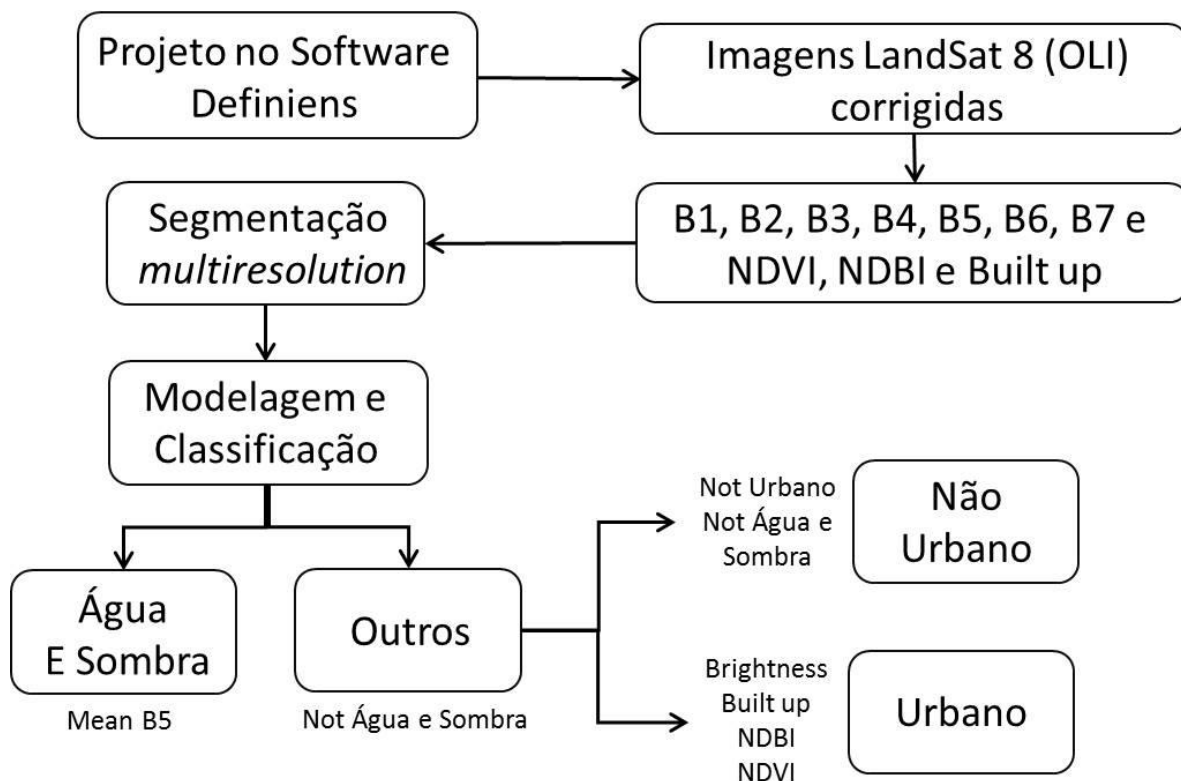 Projeto no Software
Definiens
Imagens LandSat 8 (OLI)
corrigidas
B1, B2, B3, B4, B5, B6, B7 e
NDVI, NDBI e Built up
Segmentação
multiresolution
Modelagem e
Classificação
Água
E Sombra
Mean B5
Outros
Not Água e Sombra
Not Urbano
Not Água e
Sombra
Não
Urbano
Brightness
Built up
NDBI
NDVI
Urbano